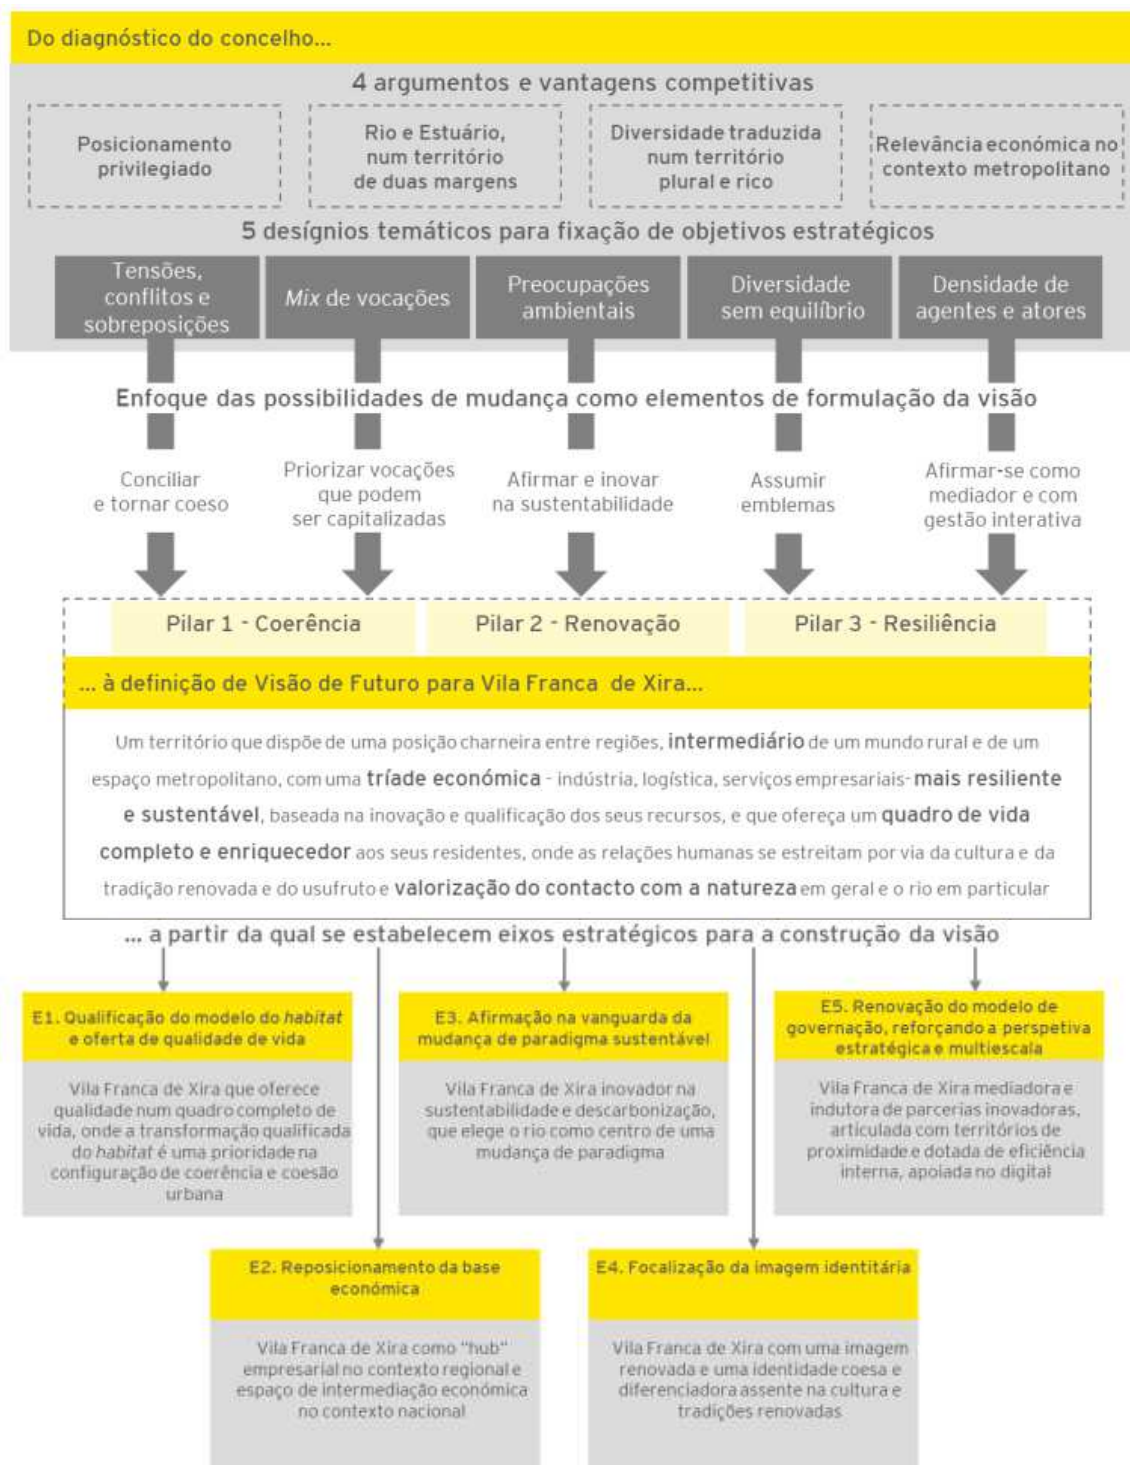 Do diagnóstico do concelho...
4 argumentos e vantagens competitivas
Posicionamento
privilegiado
Rio e Estuário,
num território
de duas margens
Diversidade traduzida
num território
plural e rico
Relevância económica no
contexto metropolitano
5 desígnios temáticos para fixação de objetivos estratégicos
Tensões,
conflitos e
sobreposições
Mix de vocações
Preocupações
ambientais
Diversidade
sem equilíbrio
Densidade de
agentes e atores
Enfoque das possibilidades de mudança como elementos de formulação da visão
Conciliar
e tornar coeso
Priorizar vocações
que podem
ser capitalizadas
Afirmar e inovar
na sustentabilidade
Assumir
emblemas
Afirmar-se como
mediador e com
gestão interativa
Pilar 1 - Coerência
Pilar 2 - Renovação
Pilar 3 - Resiliência
... à definição de Visão de Futuro para Vila Franca de Xira...
Um território que dispõe de uma posição charneira entre regiões, intermediário de um mundo rural e de um
espaço metropolitano, com uma tríade económica - indústria, logística, serviços empresariais- mais resiliente
e sustentável, baseada na inovação e qualificação dos seus recursos, e que ofereça um quadro de vida
completo e enriquecedor aos seus residentes, onde as relações humanas se estreitam por via da cultura e da
tradição renovada e do usufruto e valorização do contacto com a natureza em geral e o rio em particular
... a partir da qual se estabelecem eixos estratégicos para a construção da visão
E1. Qualificação do modelo do habitat
e oferta de qualidade de vida
Vila Franca de Xira que oferece
qualidade num quadro completo de
vida, onde a transformação qualificada
do habitat é uma prioridade na
configuração de coerência e coesão
urbana
E3. Afirmação na vanguarda da
mudança de paradigma sustentável
Vila Franca de Xira inovador na
sustentabilidade e descarbonização,
que elege o rio como centro de uma
mudança de paradigma
E5. Renovação do modelo de
governação, reforçando a perspetiva
estratégica e multiescala
Vila Franca de Xira mediadora e
indutora de parcerias inovadoras,
articulada com territórios de
proximidade e dotada de eficiência
interna, apoiada no digital
E2. Reposicionamento da base
económica
Vila Franca de Xira como "hub"
empresarial no contexto regional e
espaço de intermediação económica
no contexto nacional
E4. Focalização da imagem identitária
Vila Franca de Xira com uma imagem
renovada e uma identidade coesa e
diferenciadora assente na cultura e
tradições renovadas